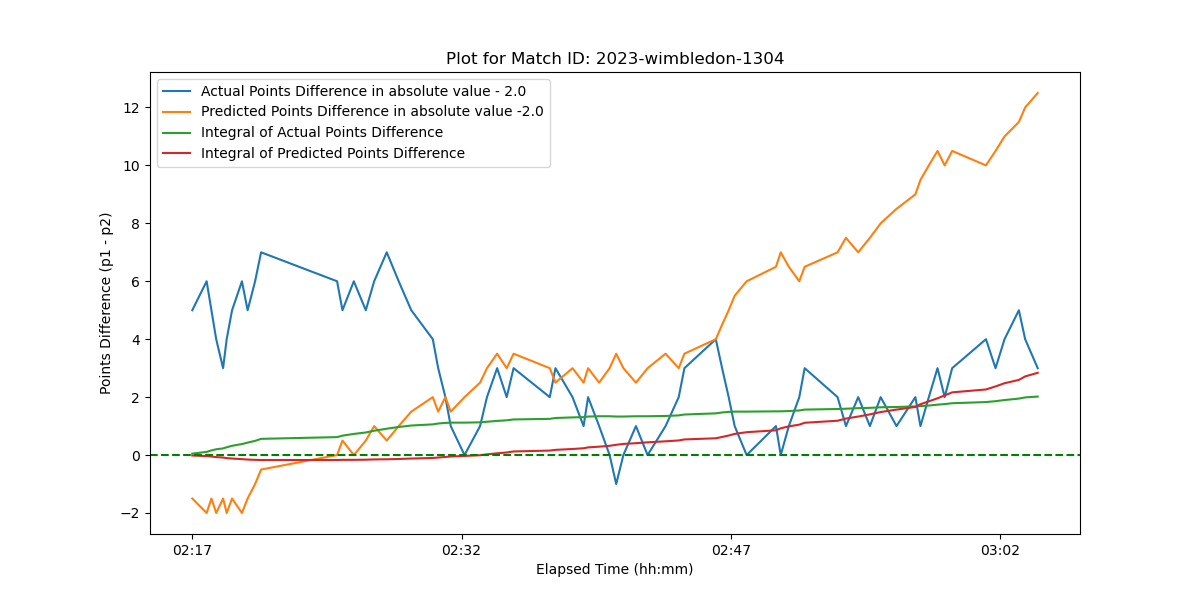 Plot for Match ID: 2023-wimbledon-1304
Actual Points Difference in absolute value - 2.0
Predicted Points Difference in absolute value -2.0
Integral of Actual Points Difference
Integral of Predicted Points Difference
Points Difference (p1 - p2)
12
10
8
6
4
2
0
−2
02:17
02:32
02:47
03:02
Elapsed Time (hh:mm)